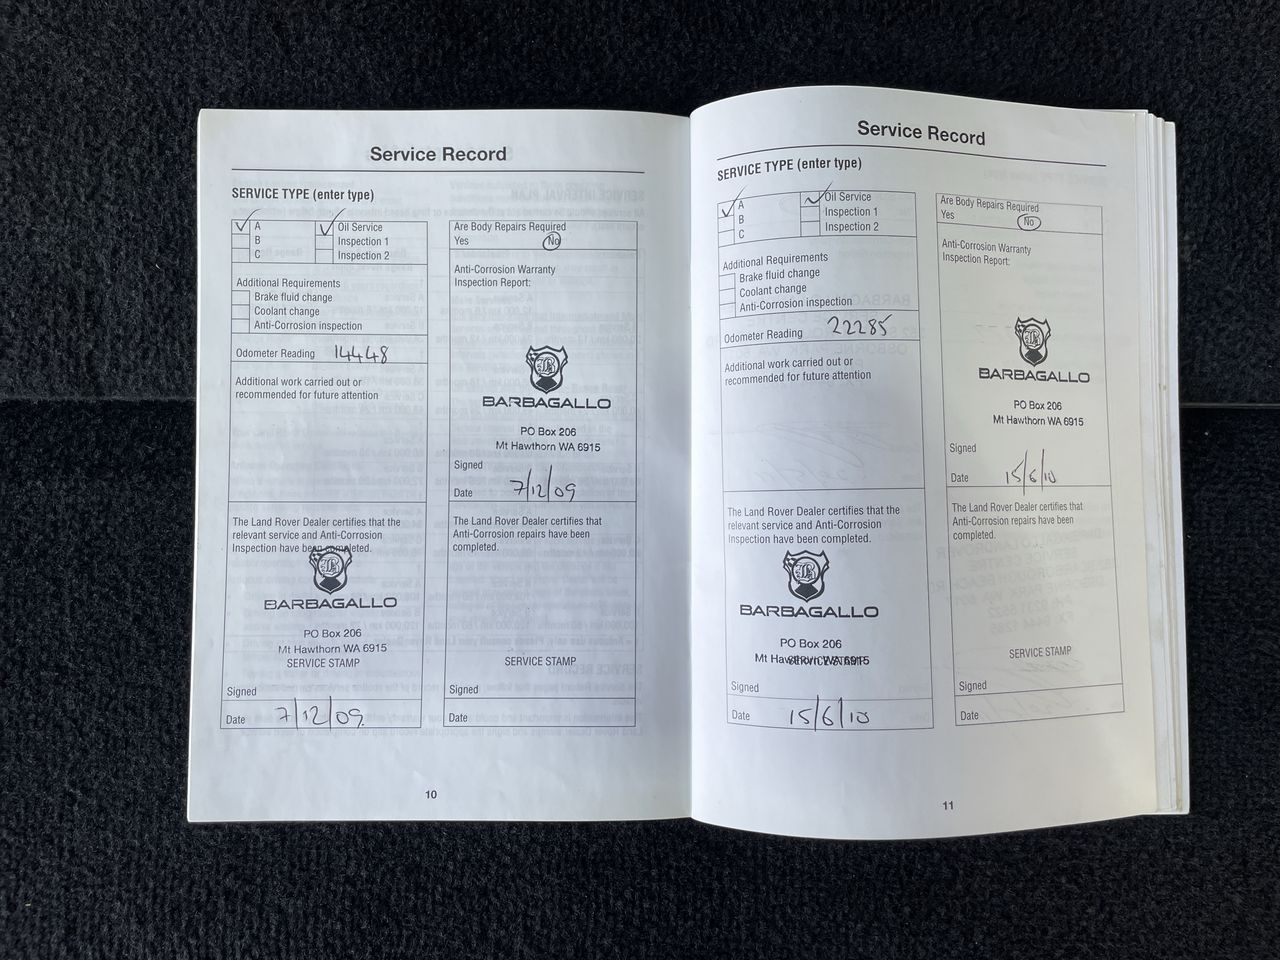 Service Record
SERVICE TYPE (enter type)
A
B
C
Oil Service
Inspection 1
Inspection 2
Additional Requirements
Brake fluid change
Coolant change
Anti-Corrosion inspection
Odometer Reading 14448
Additional work carried out or
recommended for future attention
The Land Rover Dealer certifies that the
relevant service and Anti-Corrosion
Inspection have been completed.
BARBAGALLO
PO Box 206
Mt Hawthorn WA 6915
SERVICE STAMP
Signed
Date 7/12/09
Are Body Repairs Required
Yes No
Anti-Corrosion Warranty
Inspection Report:
BARBAGALLO
PO Box 206
Mt Hawthorn WA 6915
Signed
Date 7/12/09
The Land Rover Dealer certifies that
Anti-Corrosion repairs have been
completed.
SERVICE STAMP
Signed
Date
10
Service Record
SERVICE TYPE (enter type)
A
B
C
Oil Service
Inspection 1
Inspection 2
Additional Requirements
Brake fluid change
Coolant change
Anti-Corrosion inspection
Odometer Reading 22285
Additional work carried out or
recommended for future attention
The Land Rover Dealer certifies that the
relevant service and Anti-Corrosion
Inspection have been completed.
BARBAGALLO
PO Box 206
Mt Hawthorn WA 6915
SERVICE STAMP
Signed
Date 15/6/10
Are Body Repairs Required
Yes No
Anti-Corrosion Warranty
Inspection Report:
BARBAGALLO
PO Box 206
Mt Hawthorn WA 6915
Signed
Date 15/6/10
The Land Rover Dealer certifies that
Anti-Corrosion repairs have been
completed.
SERVICE STAMP
Signed
Date
11